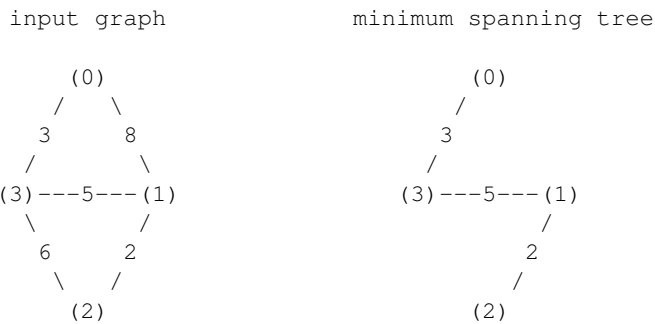 input graph minimum spanning tree
(0) (0)
/ \ /
3 8 3
/ \ /
(3)---5---(1) (3)---5---(1)
\ / /
6 2 2
\ / /
(2) (2)